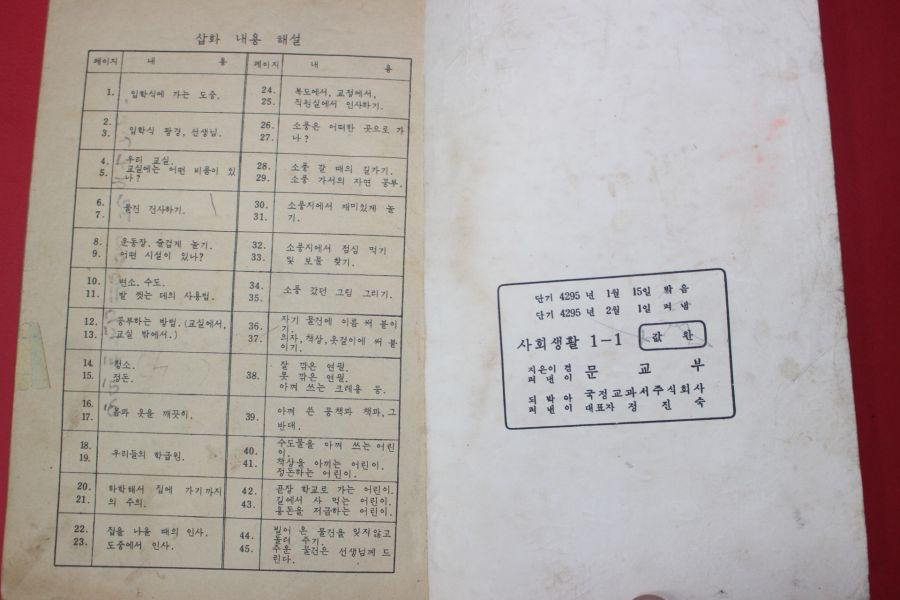 삽화 내용 해설
페이지 내 용
1. 입학식에 가는 도중.
2.
3. 입학식 광경, 선생님.
4. 우리 교실.
5. 교실에는 어떤 비품이 있
나?
6.
7. 물건 건사하기.
8. 운동장. 즐겁게 놀기.
9. 어떤 시설이 있나?
10. 변소, 수도.
11. 발 씻는 데의 사용법.
12. 공부하는 방법. (교실에서,
13. 교실 밖에서.)
14. 청소.
15. 정돈.
16.
17. 몸과 옷을 깨끗히.
18.
19. 우리들의 학급원.
20. 하학해서 집에 가기까지
21. 의 주의.
22. 집을 나올 때의 인사.
23. 도중에서 인사.
페이지 내 용
24. 복도에서, 교정에서,
25. 직원실에서 인사하기.
26. 소풍은 어떠한 곳으로 가
27. 나?
28. 소풍 갈 때의 길가기.
29. 소풍 가서의 자연 공부.
30. 소풍지에서 재미있게 놀
31. 기.
32. 소풍지에서 점심 먹기
33. 및 보물 찾기.
34.
35. 소풍 갔던 그림 그리기.
36. 자기 물건에 이름 써 붙이
기.
37. 의자, 책상, 옷걸이에 써 붙
이기.
38. 잘 깎은 연필.
못 깎은 연필.
아껴 쓰는 크레용 등.
39. 아껴 쓴 공책과 책과, 그
반대.
40. 수도물을 아껴 쓰는 어린
이.
41. 책상을 아끼는 어린이.
정돈하는 어린이.
42. 곧장 학교로 가는 어린이.
43. 길에서 사 먹는 어린이.
용돈을 저금하는 어린이.
44. 빌어 온 물건을 잊지않고
돌려 주기.
45. 주운 물건은 선생님께 드
린다.
단기 4295 년 1월 15일 박음
단기 4295 년 2월 1일 펴냄
사회생활 1-1 값 환
지은이 겸
펴 낸 이 문 교 부
되 박 아 국정교과서주식회사
펴 낸 이 대표자 정 진 숙